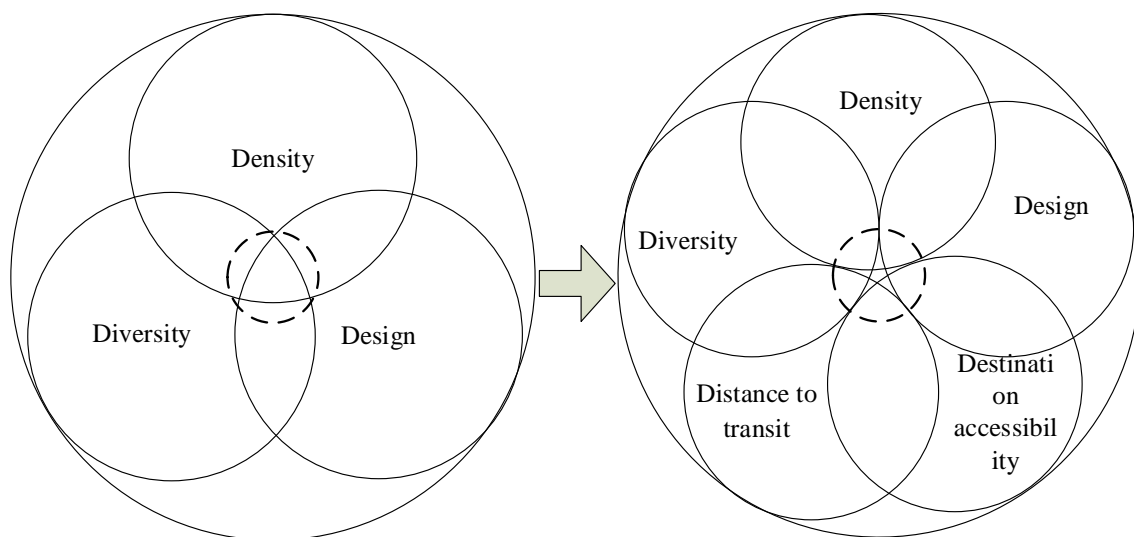 Density
Diversity
Design
Density
Diversity
Design
Distance to
transit
Destinati
on
accessibil
ity